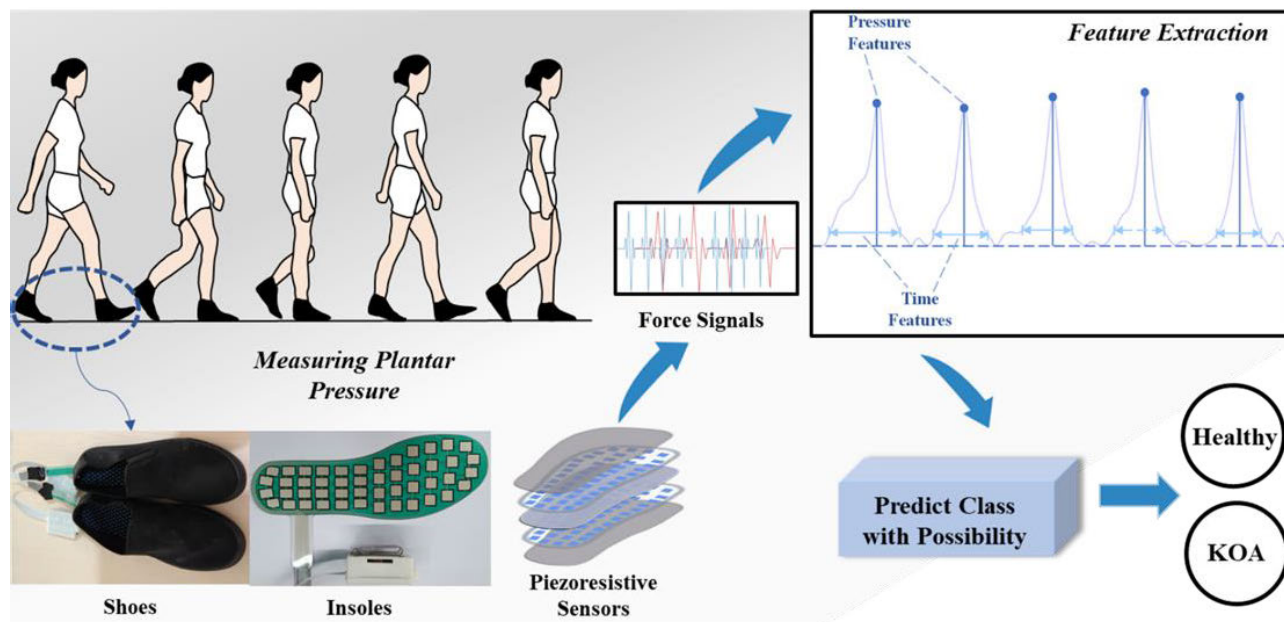 Pressure
Features
Feature Extraction
Force Signals
Time
Features
Measuring Plantar
Pressure
Healthy
Predict Class
with Possibility
KOA
Shoes
Insoles
Piezoresistive
Sensors